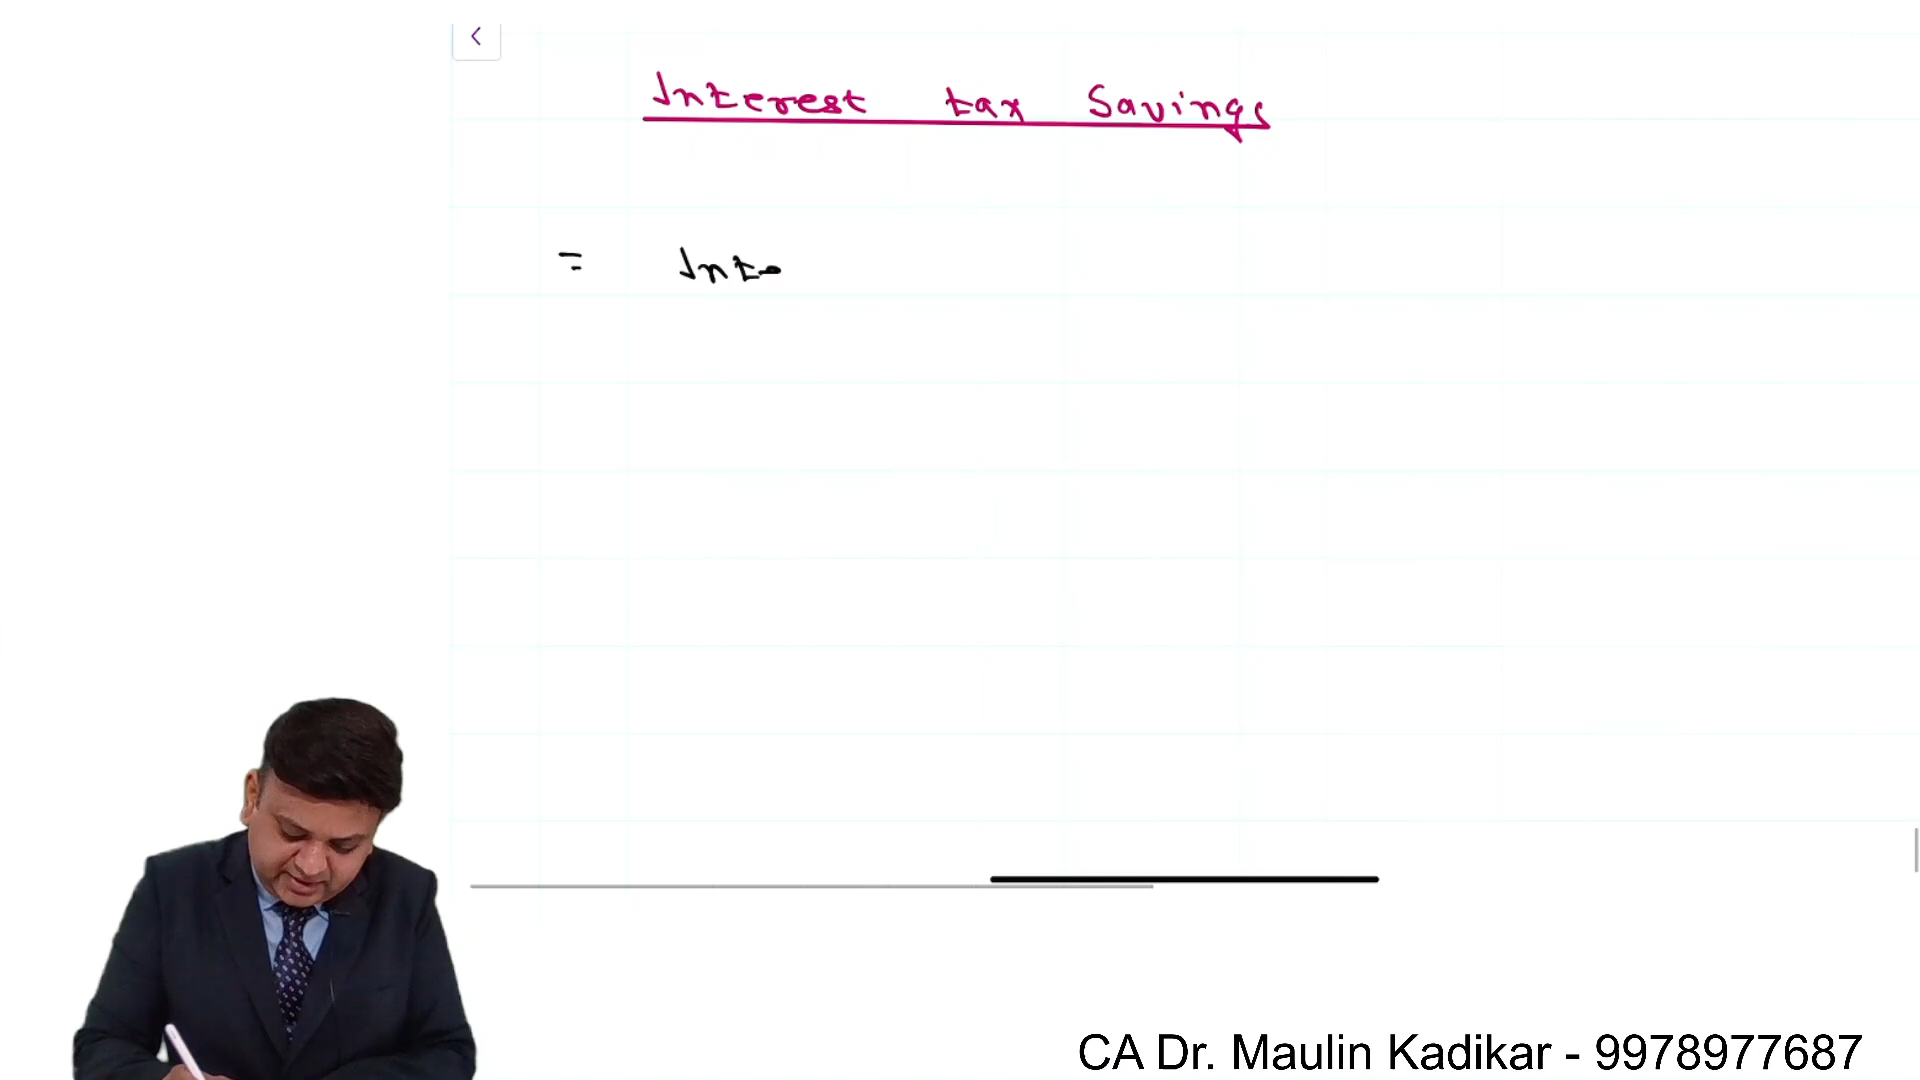 Interest tax Savings
= Inte
CA Dr. Maulin Kadikar - 9978977687